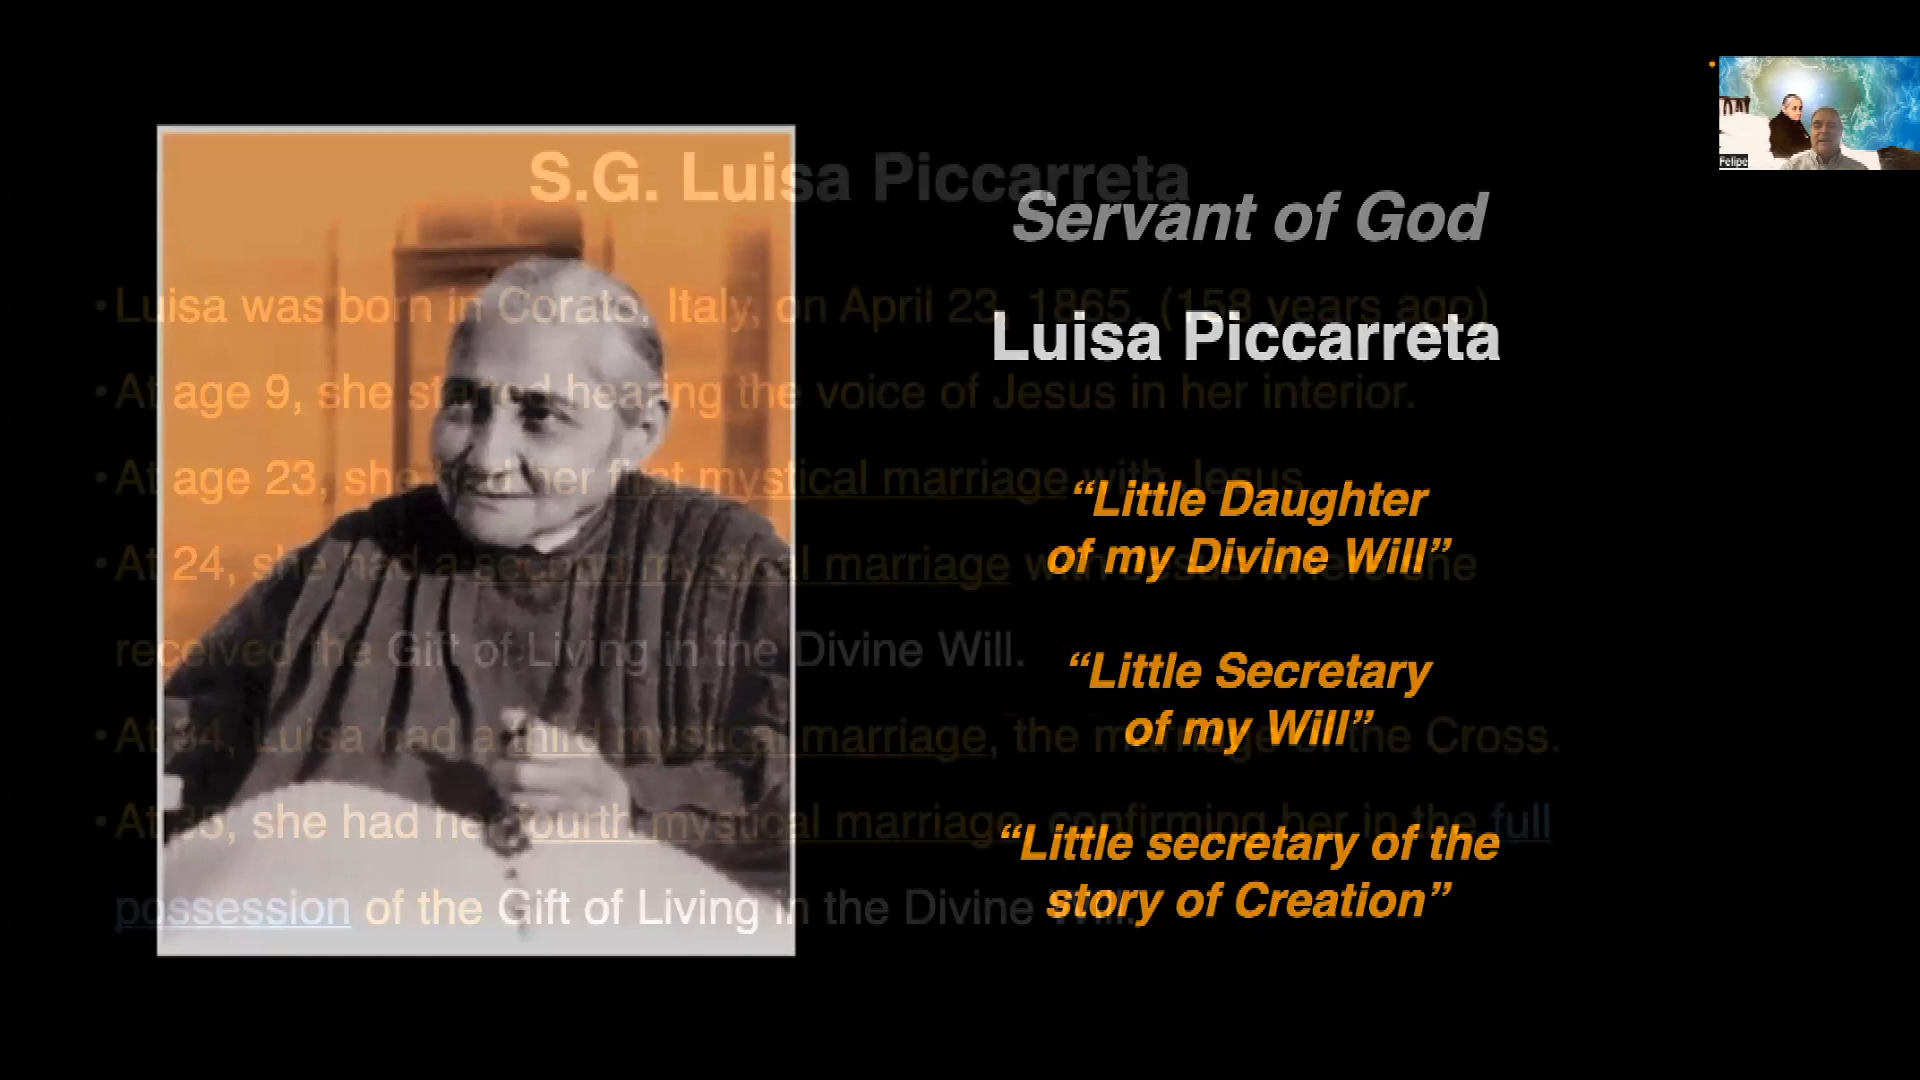 S.G. Luisa Piccarreta
• Luisa was born in Corato, Italy, on April 23, 1865. (158 years ago)
• At age 9, she started hearing the voice of Jesus in her interior.
• At age 23, she had her first mystical marriage with Jesus.
• At 24, she had a second mystical marriage with Jesus where she
received the Gift of Living in the Divine Will.
• At 34, Luisa had a third mystical marriage, the marriage of the Cross.
• At 35, she had her fourth mystical marriage, confirming her in the full
possession of the Gift of Living in the Divine Will.
Servant of God
Luisa Piccarreta
“Little Daughter
of my Divine Will”
“Little Secretary
of my Will”
“Little secretary of the
story of Creation”
Felipe